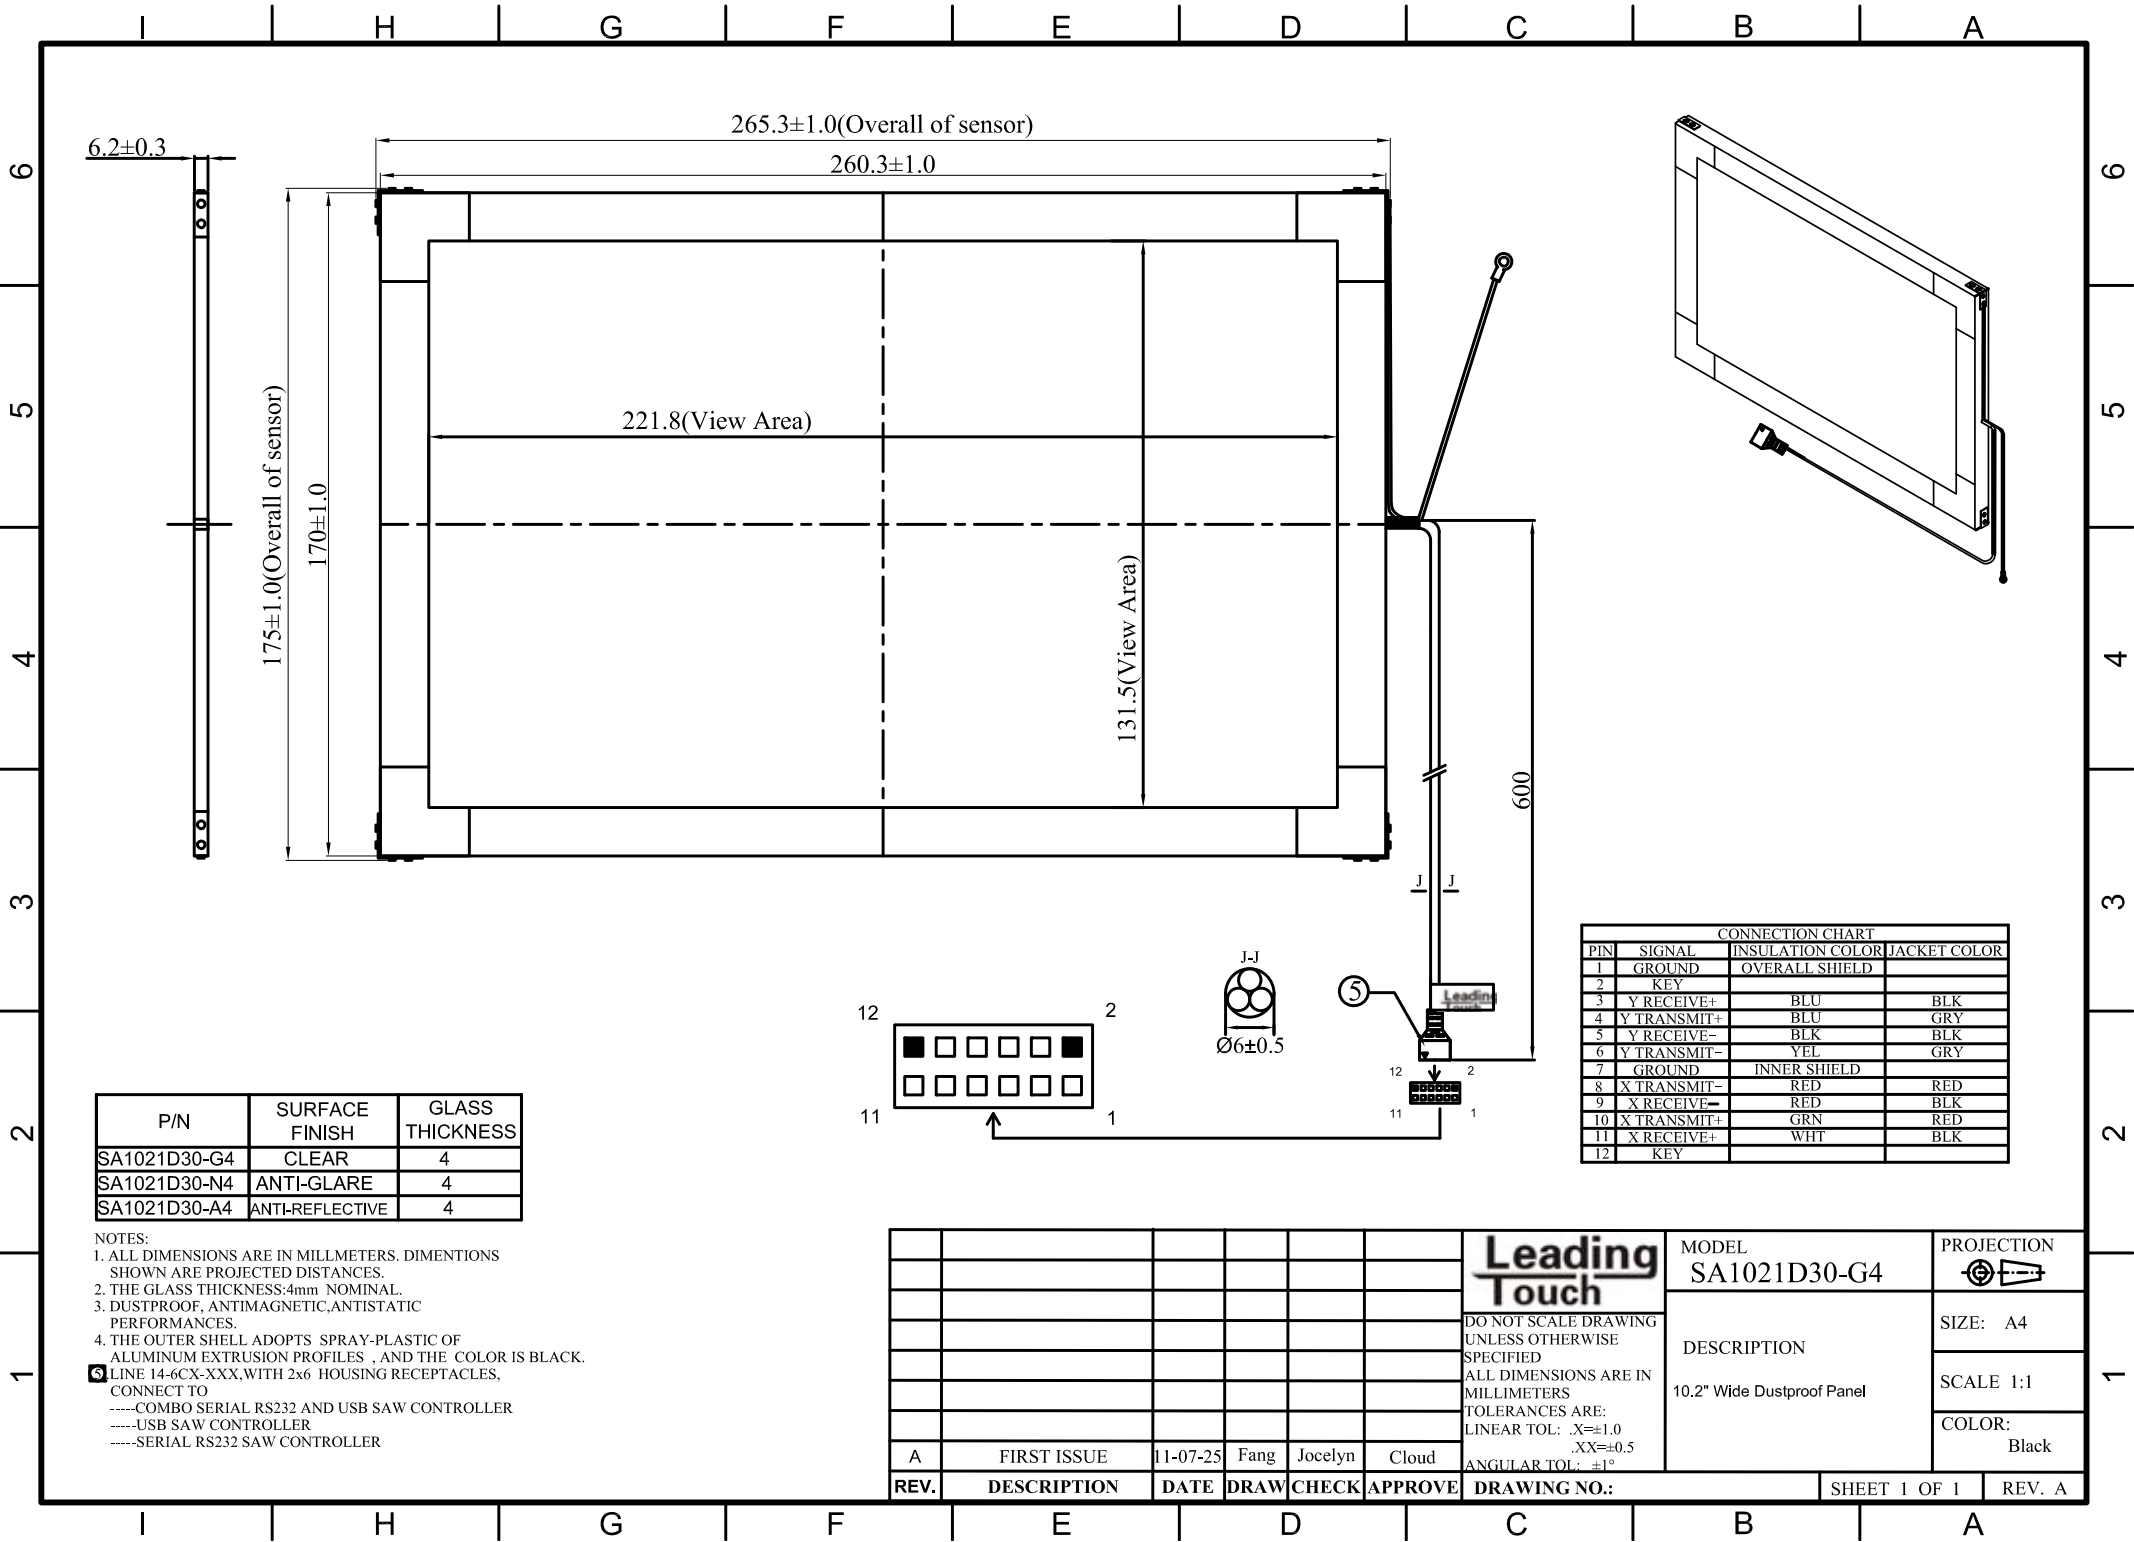 I H G F E D C B A
6
5
4
3
2
1
6.2±0.3
265.3±1.0(Overall of sensor)
260.3±1.0
175±1.0(Overall of sensor)
170±1.0
221.8(View Area)
131.5(View Area)
600
J J
J-J
Ø6±0.5
5
Leading
Touch
12 2
11 1
12 2
11 1
CONNECTION CHART
PIN SIGNAL INSULATION COLOR JACKET COLOR
1 GROUND OVERALL SHIELD
2 KEY
3 Y RECEIVE+ BLU BLK
4 Y TRANSMIT+ BLU GRY
5 Y RECEIVE- BLK BLK
6 Y TRANSMIT- YEL GRY
7 GROUND INNER SHIELD
8 X TRANSMIT- RED RED
9 X RECEIVE- RED BLK
10 X TRANSMIT+ GRN RED
11 X RECEIVE+ WHT BLK
12 KEY
P/N SURFACE FINISH GLASS THICKNESS
SA1021D30-G4 CLEAR 4
SA1021D30-N4 ANTI-GLARE 4
SA1021D30-A4 ANTI-REFLECTIVE 4
NOTES:
1. ALL DIMENSIONS ARE IN MILLMETERS. DIMENTIONS
SHOWN ARE PROJECTED DISTANCES.
2. THE GLASS THICKNESS:4mm NOMINAL.
3. DUSTPROOF, ANTIMAGNETIC,ANTISTATIC
PERFORMANCES.
4. THE OUTER SHELL ADOPTS SPRAY-PLASTIC OF
ALUMINUM EXTRUSION PROFILES , AND THE COLOR IS BLACK.
5.LINE 14-6CX-XXX,WITH 2x6 HOUSING RECEPTACLES,
CONNECT TO
-----COMBO SERIAL RS232 AND USB SAW CONTROLLER
-----USB SAW CONTROLLER
-----SERIAL RS232 SAW CONTROLLER
A FIRST ISSUE 11-07-25 Fang Jocelyn Cloud
REV. DESCRIPTION DATE DRAW CHECK APPROVE
Leading
Touch
DO NOT SCALE DRAWING
UNLESS OTHERWISE
SPECIFIED
ALL DIMENSIONS ARE IN
MILLIMETERS
TOLERANCES ARE:
LINEAR TOL: .X=±1.0
.XX=±0.5
ANGULAR TOL: ±1°
DRAWING NO.:
MODEL
SA1021D30-G4
DESCRIPTION
10.2" Wide Dustproof Panel
PROJECTION
SIZE: A4
SCALE 1:1
COLOR:
Black
SHEET 1 OF 1
REV. A
6
5
4
3
2
1
I H G F E D C B A